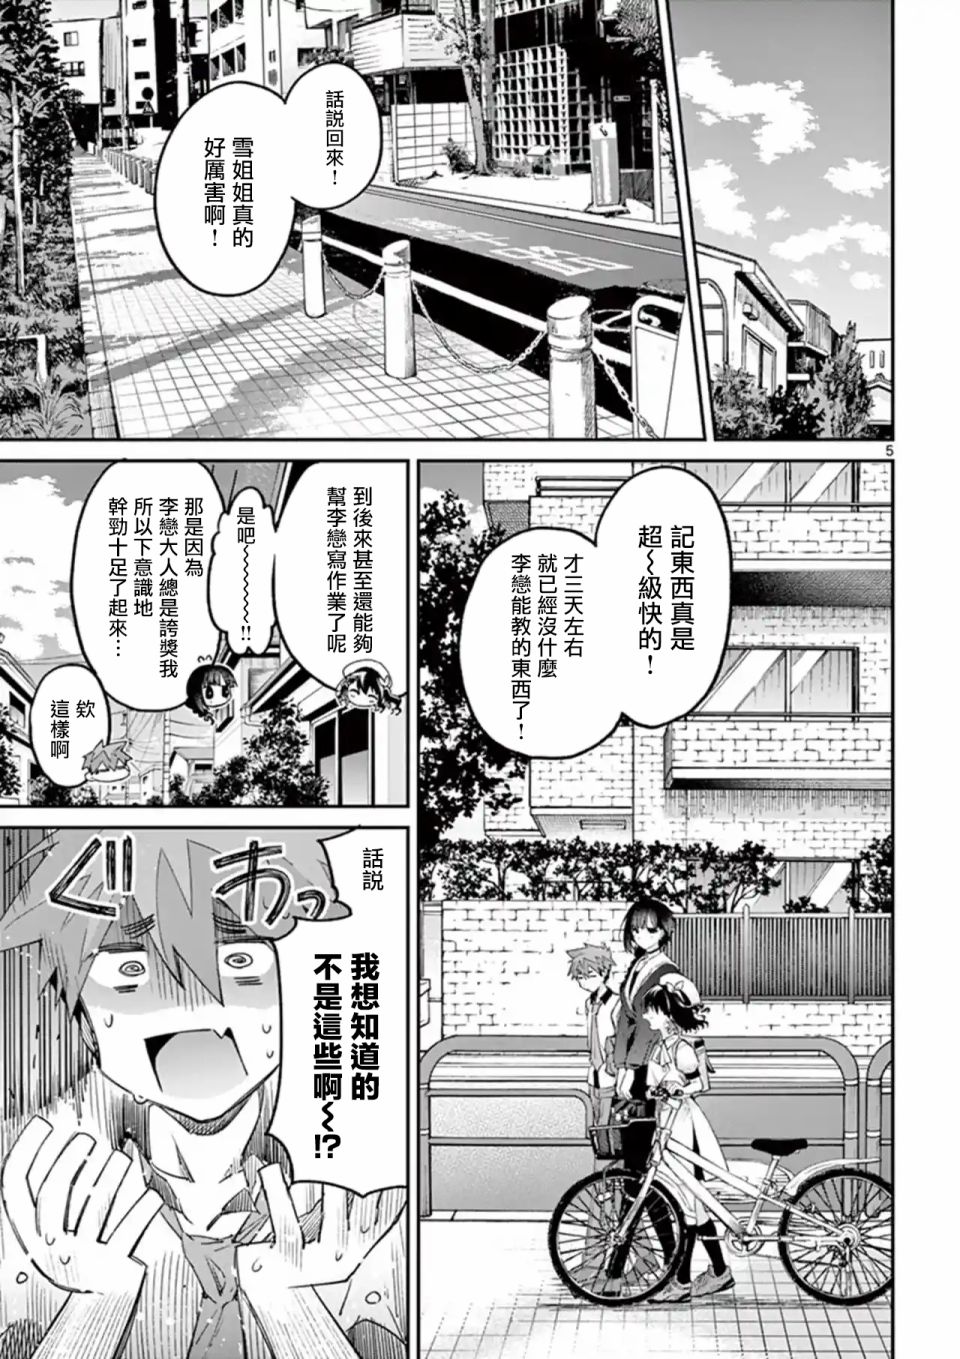 話説回來！
雪姐姐真的
好厲害啊！
5
記東西真是
超～級快的！
才三天左右
就已經沒什麼
李戀能教的東西了！
到後來甚至還能夠
幫李戀寫作業了呢
是吧～～～～～!!
那是因為
李戀大人總是誇獎我
所以下意識地
幹勁十足了起來…
欸
這樣啊
話説
我想知道的
不是這些啊～!?
ぐわっ